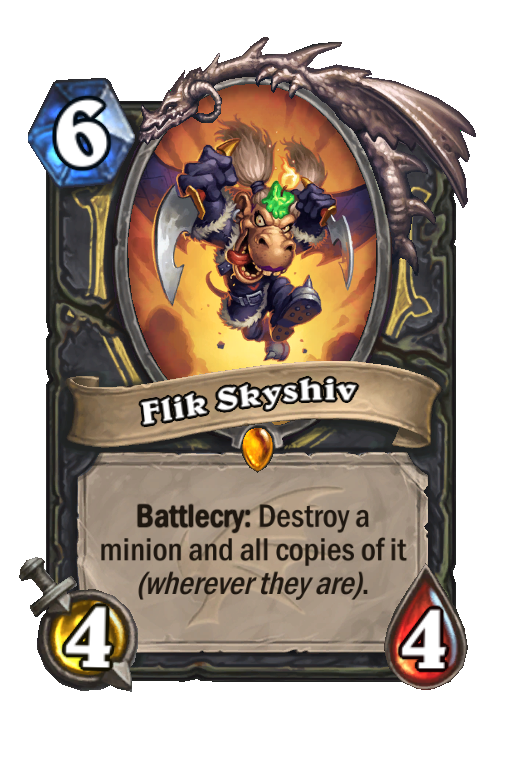 6
Flik Skyshiv
Battlecry: Destroy a
minion and all copies of it
(wherever they are).
4
4